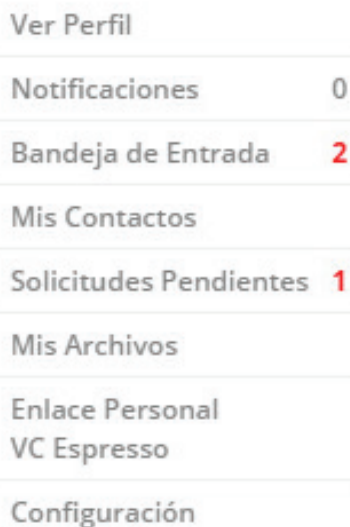 Ver Perfil
Notificaciones 0
Bandeja de Entrada 2
Mis Contactos
Solicitudes Pendientes 1
Mis Archivos
Enlace Personal
VC Espresso
Configuración